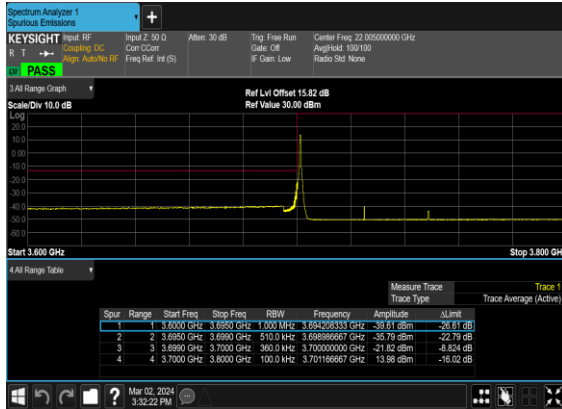 Spectrum Analyzer 1
Spurious Emissions
+
KEYSIGHT Input: RF Input Z: 50 Ω Atten: 30 dB Trig: Free Run Center Freq: 22.005000000 GHz
R T Coupling: DC Corr CCorr Gate: Off Avg|Hold: 100/100
Align: Auto/No RF Freq Ref: Int (S) IF Gain: Low Radio Std: None
PASS
3 All Range Graph
Ref Lvl Offset 15.82 dB
Scale/Div 10.0 dB Ref Value 30.00 dBm
Log
20.0
10.0
0.00
-10.0
-20.0
-30.0
-40.0
-50.0
-60.0
Start 3.600 GHz Stop 3.800 GH
4 All Range Table
Measure Trace Trace 1
Trace Type Trace Average (Active)
Spur Range Start Freq Stop Freq RBW Frequency Amplitude ΔLimit
1 1 3.6000 GHz 3.6950 GHz 1.000 MHz 3.694208333 GHz -39.61 dBm -26.61 dB
2 2 3.6950 GHz 3.6990 GHz 510.0 kHz 3.698986667 GHz -35.79 dBm -22.79 dB
3 3 3.6990 GHz 3.7000 GHz 360.0 kHz 3.700000000 GHz -21.82 dBm -8.824 dB
4 4 3.7000 GHz 3.8000 GHz 100.0 kHz 3.701166667 GHz 13.98 dBm -16.02 dB
? Mar 02, 2024
3:32:22 PM